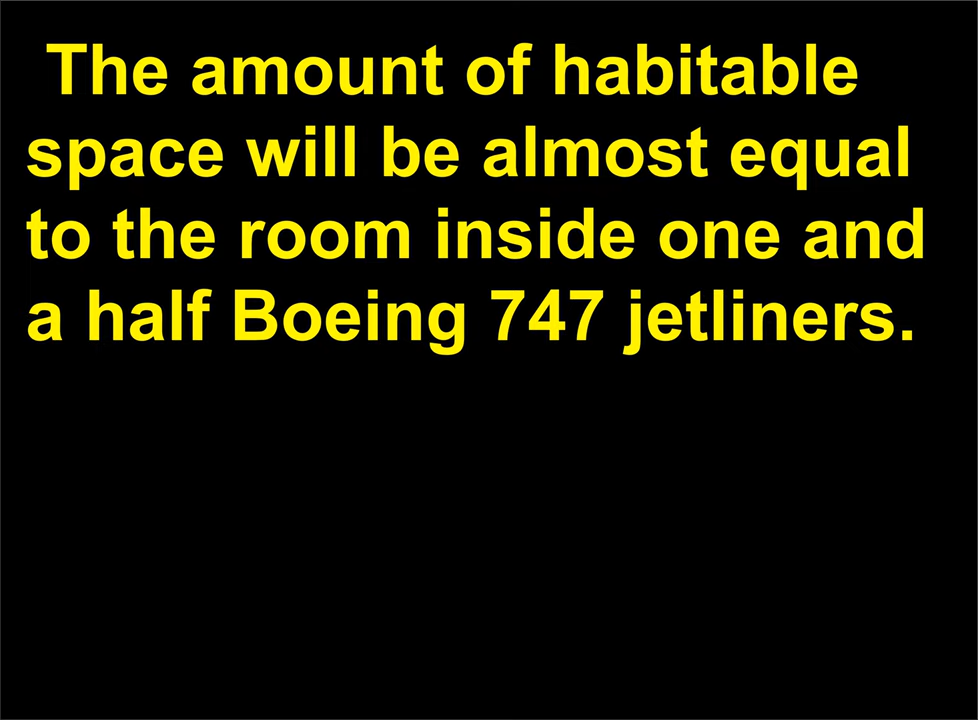 The amount of habitable
space will be almost equal
to the room inside one and
a half Boeing 747 jetliners.